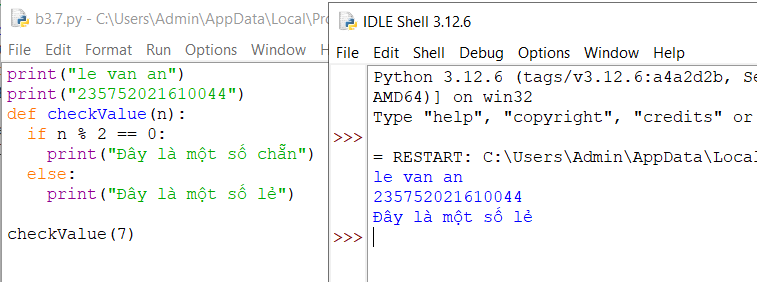 b3.7.py - C:\Users\Admin\AppData\Local\Pro
File Edit Format Run Options Window H
print("le van an")
print("235752021610044")
def checkValue(n):
  if n % 2 == 0:
    print("Đây là một số chẵn")
  else:
    print("Đây là một số lẻ")
checkValue(7)
IDLE Shell 3.12.6
File Edit Shell Debug Options Window Help
Python 3.12.6 (tags/v3.12.6:a4a2d2b, Se
AMD64)] on win32
Type "help", "copyright", "credits" or
>>>
= RESTART: C:\Users\Admin\AppData\Local
le van an
235752021610044
Đây là một số lẻ
>>>